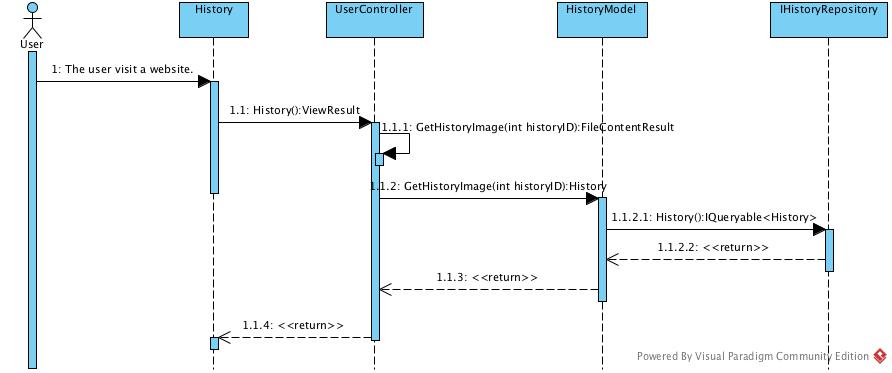 History
UserController
HistoryModel
IHistoryRepository
User
1: The user visit a website.
1.1: History():ViewResult
1.1.1: GetHistoryImage(int historyID):FileContentResult
1.1.2: GetHistoryImage(int historyID):History
1.1.2.1: History():IQueryable<History>
1.1.2.2: <<return>>
1.1.3: <<return>>
1.1.4: <<return>>
Powered By Visual Paradigm Community Edition